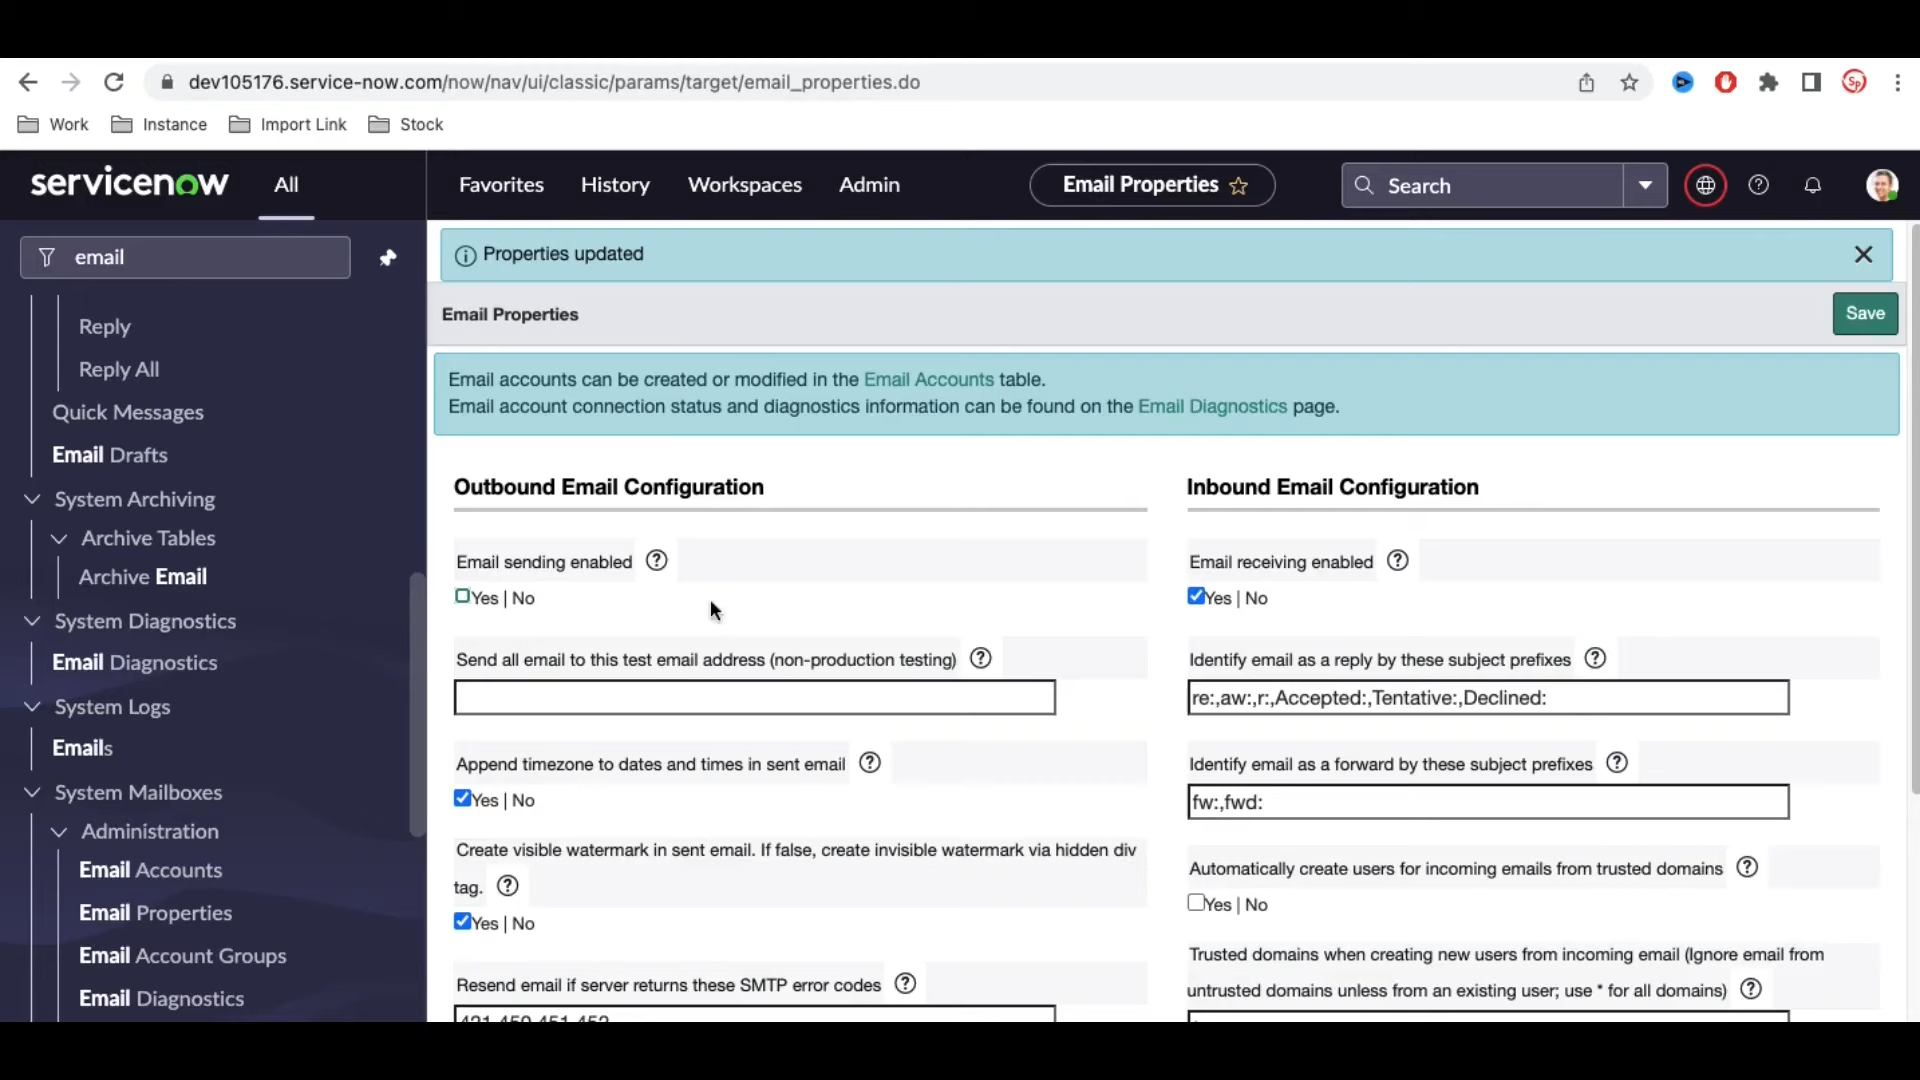 dev105176.service-now.com/now/nav/ui/classic/params/target/email_properties.do
Sp
Work Instance Import Link Stock
servicenow All Favorites History Workspaces Admin Email Properties Search
email
Reply
Reply All
Quick Messages
Email Drafts
System Archiving
Archive Tables
Archive Email
System Diagnostics
Email Diagnostics
System Logs
Emails
System Mailboxes
Administration
Email Accounts
Email Properties
Email Account Groups
Email Diagnostics
Properties updated
Email Properties
Save
Email accounts can be created or modified in the Email Accounts table.
Email account connection status and diagnostics information can be found on the Email Diagnostics page.
Outbound Email Configuration
Email sending enabled
Yes | No
Send all email to this test email address (non-production testing)
Append timezone to dates and times in sent email
Yes | No
Create visible watermark in sent email. If false, create invisible watermark via hidden div
tag.
Yes | No
Resend email if server returns these SMTP error codes
421,450,451,452
Inbound Email Configuration
Email receiving enabled
Yes | No
Identify email as a reply by these subject prefixes
re:,aw:,r:,Accepted:,Tentative:,Declined:
Identify email as a forward by these subject prefixes
fw:,fwd:
Automatically create users for incoming emails from trusted domains
Yes | No
Trusted domains when creating new users from incoming email (Ignore email from
untrusted domains unless from an existing user; use * for all domains)